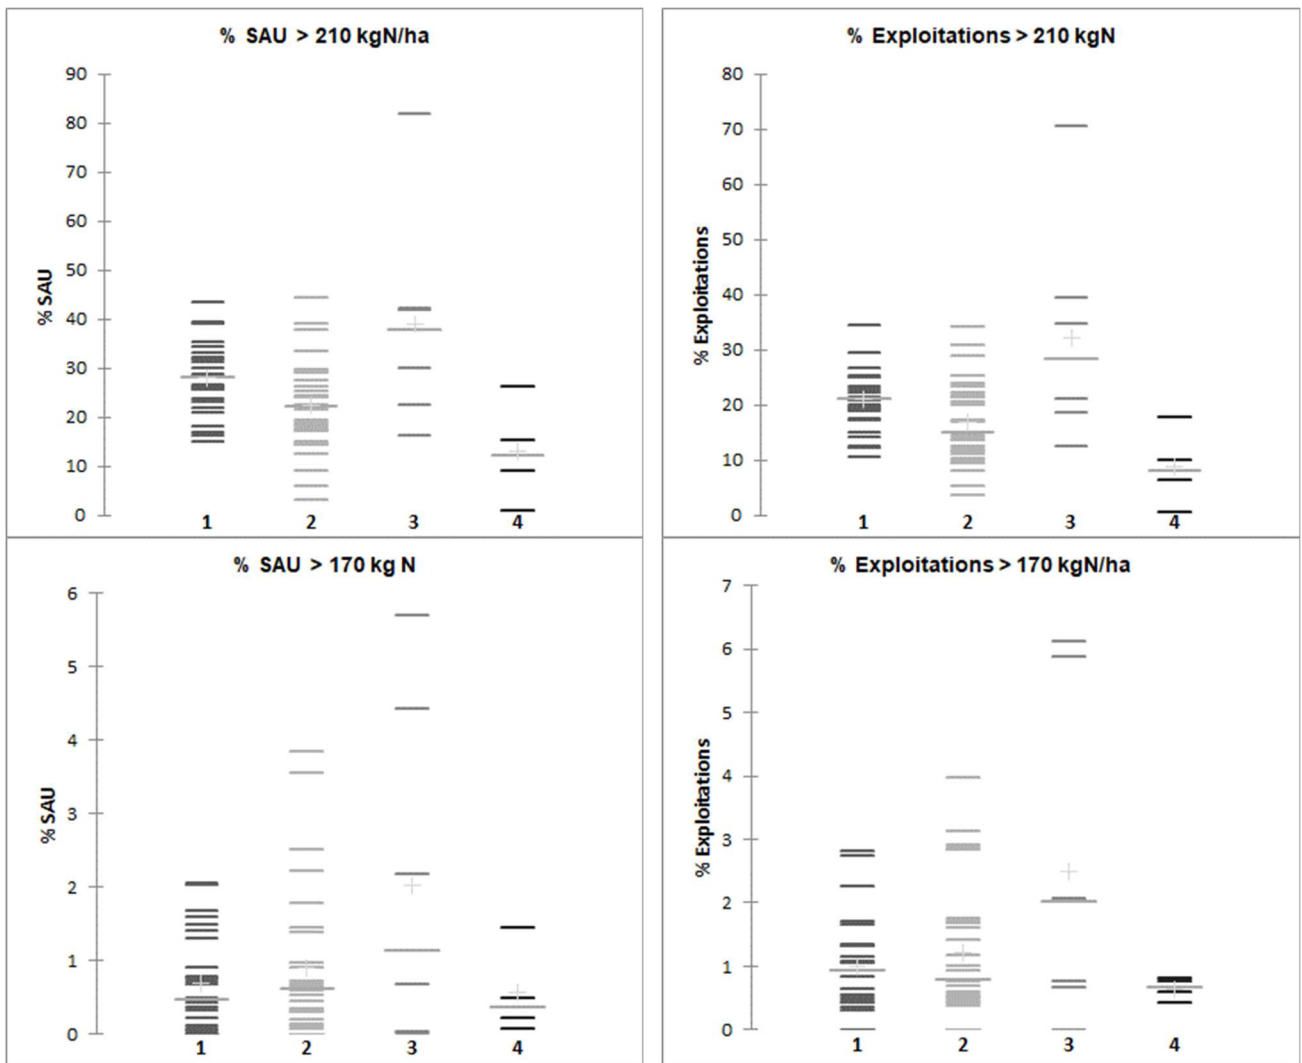 % SAU > 210 kgN/ha
90
80
70
60
50
40
30
20
10
0
% SAU
1 2 3 4
% Exploitations > 210 kgN
80
70
60
50
40
30
20
10
0
% Exploitations
1 2 3 4
% SAU > 170 kg N
6
5
4
3
2
1
0
% SAU
1 2 3 4
% Exploitations > 170 kgN/ha
7
6
5
4
3
2
1
0
% Exploitations
1 2 3 4